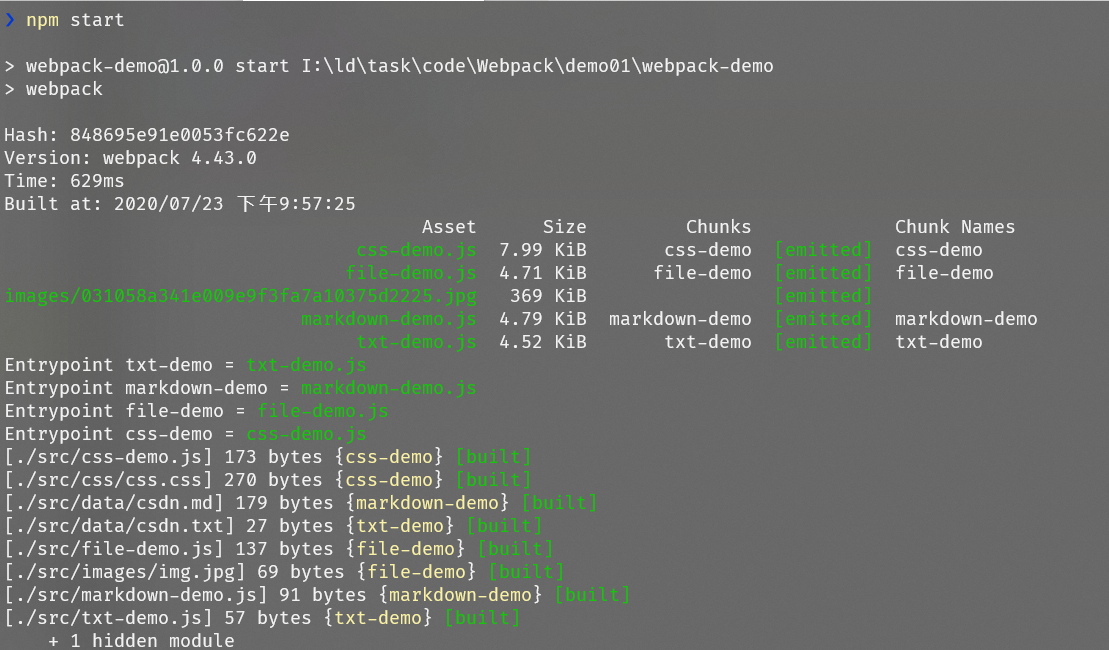 ❯ npm start
> webpack-demo@1.0.0 start I:\ld\task\code\Webpack\demo01\webpack-demo
> webpack
Hash: 848695e91e0053fc622e
Version: webpack 4.43.0
Time: 629ms
Built at: 2020/07/23 下午9:57:25
Asset Size Chunks Chunk Names
css-demo.js 7.99 KiB css-demo [emitted] css-demo
file-demo.js 4.71 KiB file-demo [emitted] file-demo
images/031058a341e009e9f3fa7a10375d2225.jpg 369 KiB [emitted]
markdown-demo.js 4.79 KiB markdown-demo [emitted] markdown-demo
txt-demo.js 4.52 KiB txt-demo [emitted] txt-demo
Entrypoint txt-demo = txt-demo.js
Entrypoint markdown-demo = markdown-demo.js
Entrypoint file-demo = file-demo.js
Entrypoint css-demo = css-demo.js
[./src/css-demo.js] 173 bytes {css-demo} [built]
[./src/css/css.css] 270 bytes {css-demo} [built]
[./src/data/csdn.md] 179 bytes {markdown-demo} [built]
[./src/data/csdn.txt] 27 bytes {txt-demo} [built]
[./src/file-demo.js] 137 bytes {file-demo} [built]
[./src/images/img.jpg] 69 bytes {file-demo} [built]
[./src/markdown-demo.js] 91 bytes {markdown-demo} [built]
[./src/txt-demo.js] 57 bytes {txt-demo} [built]
+ 1 hidden module